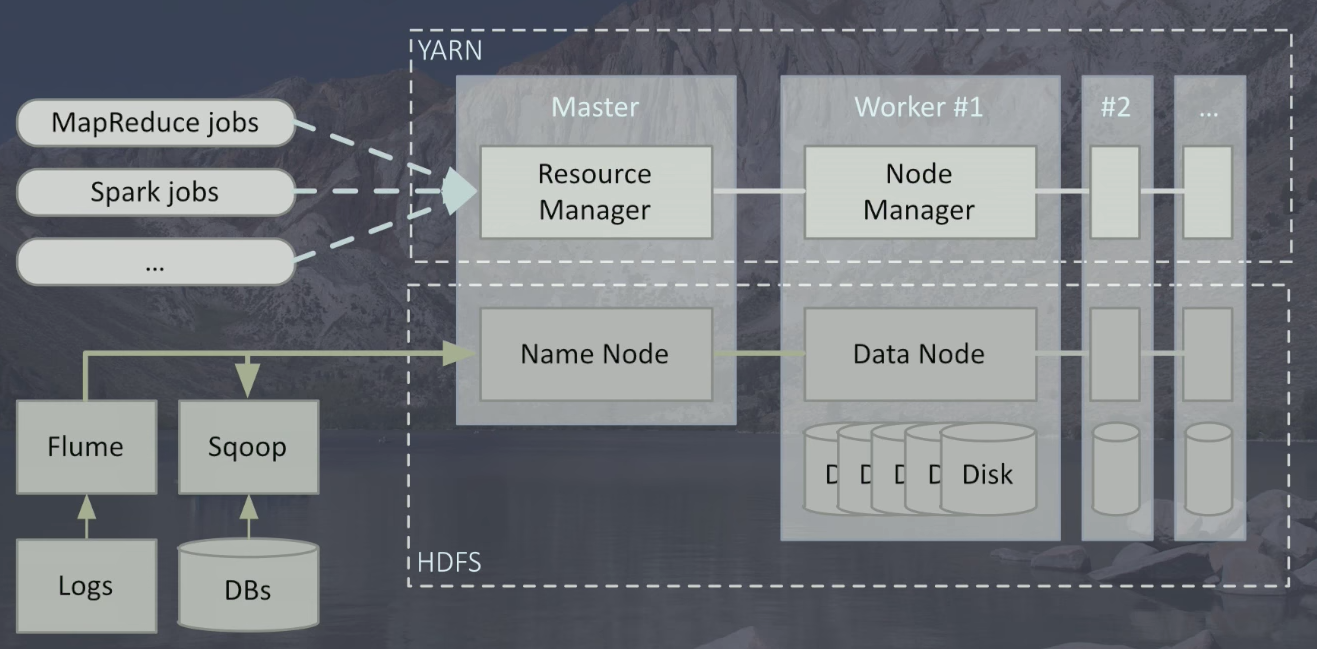 YARN
Master
Worker #1
#2
...
MapReduce jobs
Spark jobs
...
Resource
Manager
Node
Manager
Name Node
Data Node
Flume
Sqoop
D
D
D
D
Disk
HDFS
Logs
DBs